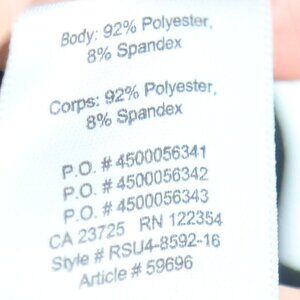 Body: 92% Polyester,
8% Spandex
Corps: 92% Polyester,
8% Spandex
P.O. # 4500056341
P.O. # 4500056342
P.O. # 4500056343
CA 23725 RN 122354
Style # RSU4-8592-16
Article # 59696